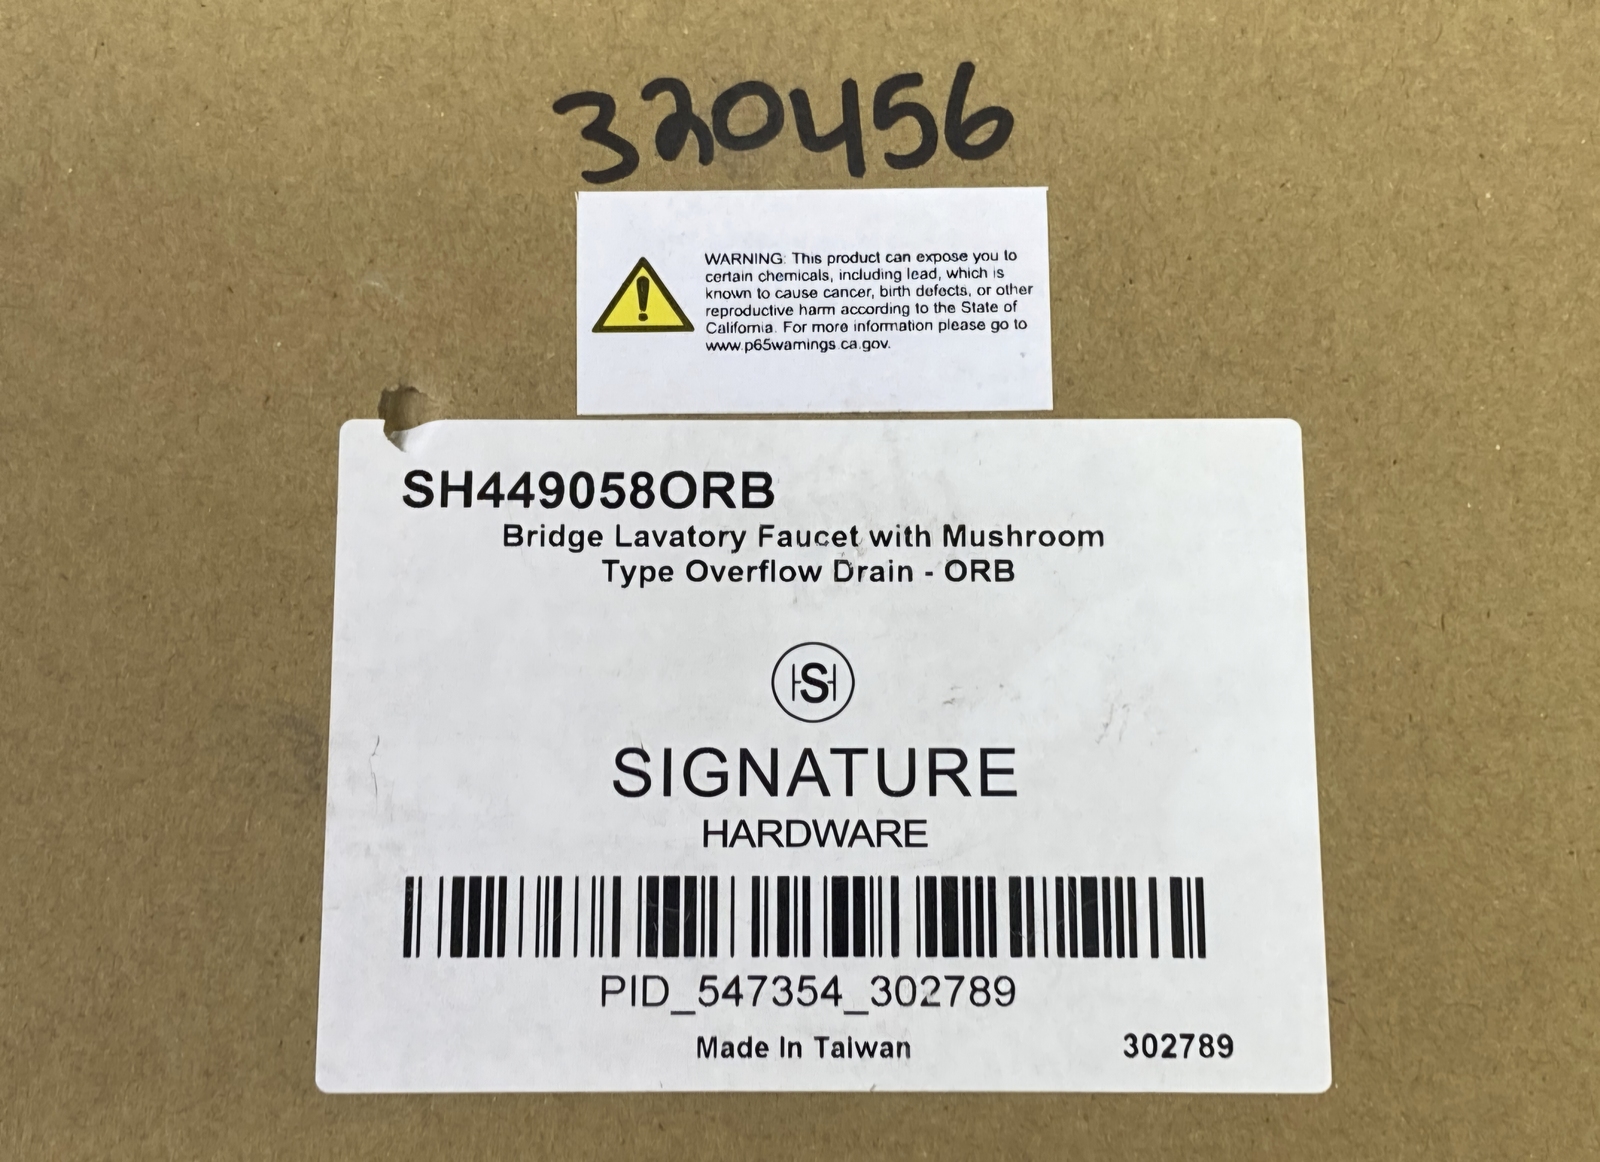 320456
WARNING: This product can expose you to
certain chemicals, including lead, which is
known to cause cancer, birth defects, or other
reproductive harm according to the State of
California. For more information please go to
www.p65warnings.ca.gov.
SH449058ORB
Bridge Lavatory Faucet with Mushroom
Type Overflow Drain - ORB
HSH
SIGNATURE
HARDWARE
PID_547354_302789
Made In Taiwan 302789